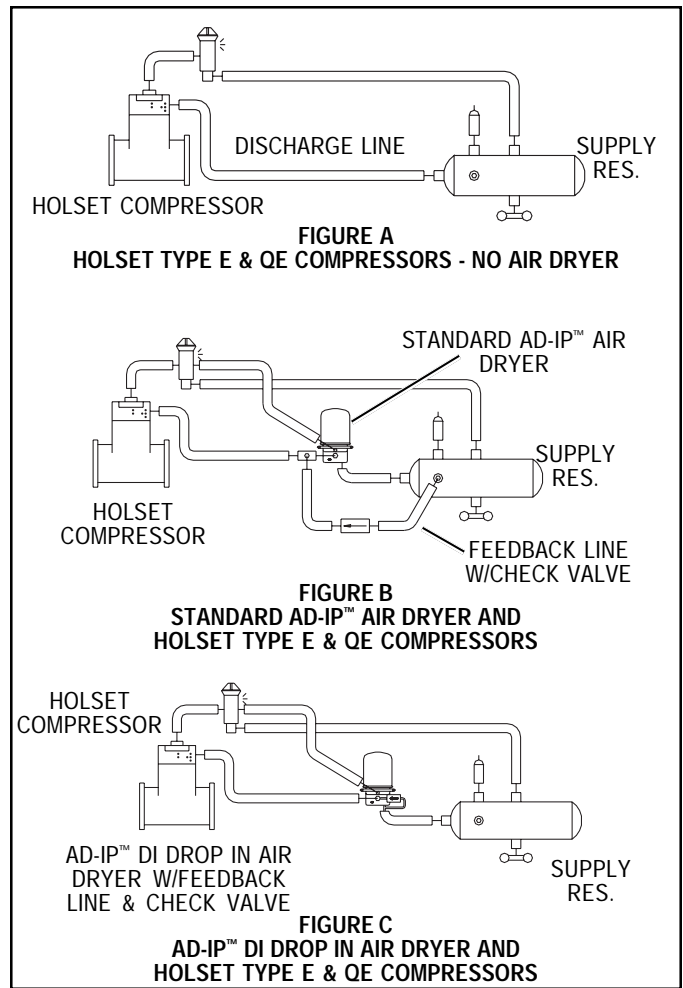 DISCHARGE LINE
SUPPLY
RES.
HOLSET COMPRESSOR
FIGURE A
HOLSET TYPE E & QE COMPRESSORS - NO AIR DRYER
STANDARD AD-IP™ AIR
DRYER
SUPPLY
RES.
HOLSET
COMPRESSOR
FEEDBACK LINE
W/CHECK VALVE
FIGURE B
STANDARD AD-IP™ AIR DRYER AND
HOLSET TYPE E & QE COMPRESSORS
HOLSET
COMPRESSOR
AD-IP™ DI DROP IN AIR
DRYER W/FEEDBACK
LINE & CHECK VALVE
SUPPLY
RES.
FIGURE C
AD-IP™ DI DROP IN AIR DRYER AND
HOLSET TYPE E & QE COMPRESSORS